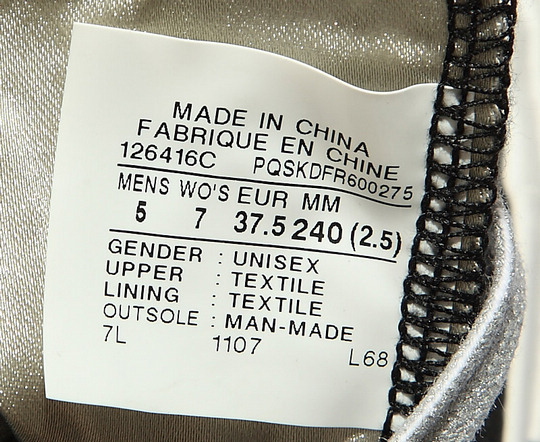 MADE IN CHINA
FABRIQUE EN CHINE
126416C PQSKDFR600275
MENS WO'S EUR MM
5 7 37.5 240 (2.5)
GENDER : UNISEX
UPPER : TEXTILE
LINING : TEXTILE
OUTSOLE : MAN-MADE
7L 1107 L68